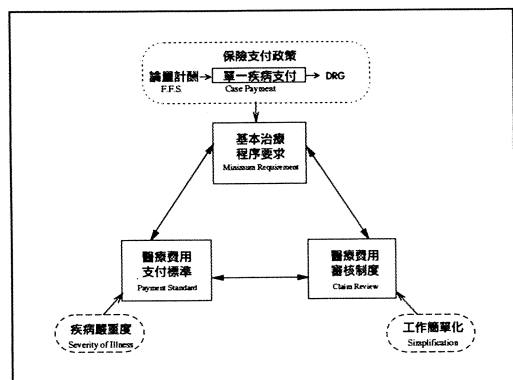 保險支付政策
論量計酬 單一疾病支付 DRG
F.F.S. Case Payment
基本治療
程序要求
Minimum Requirement
醫療費用
支付標準
Payment Standard
醫療費用
審核制度
Claim Review
疾病嚴重度
Severity of Illness
工作簡單化
Simplification